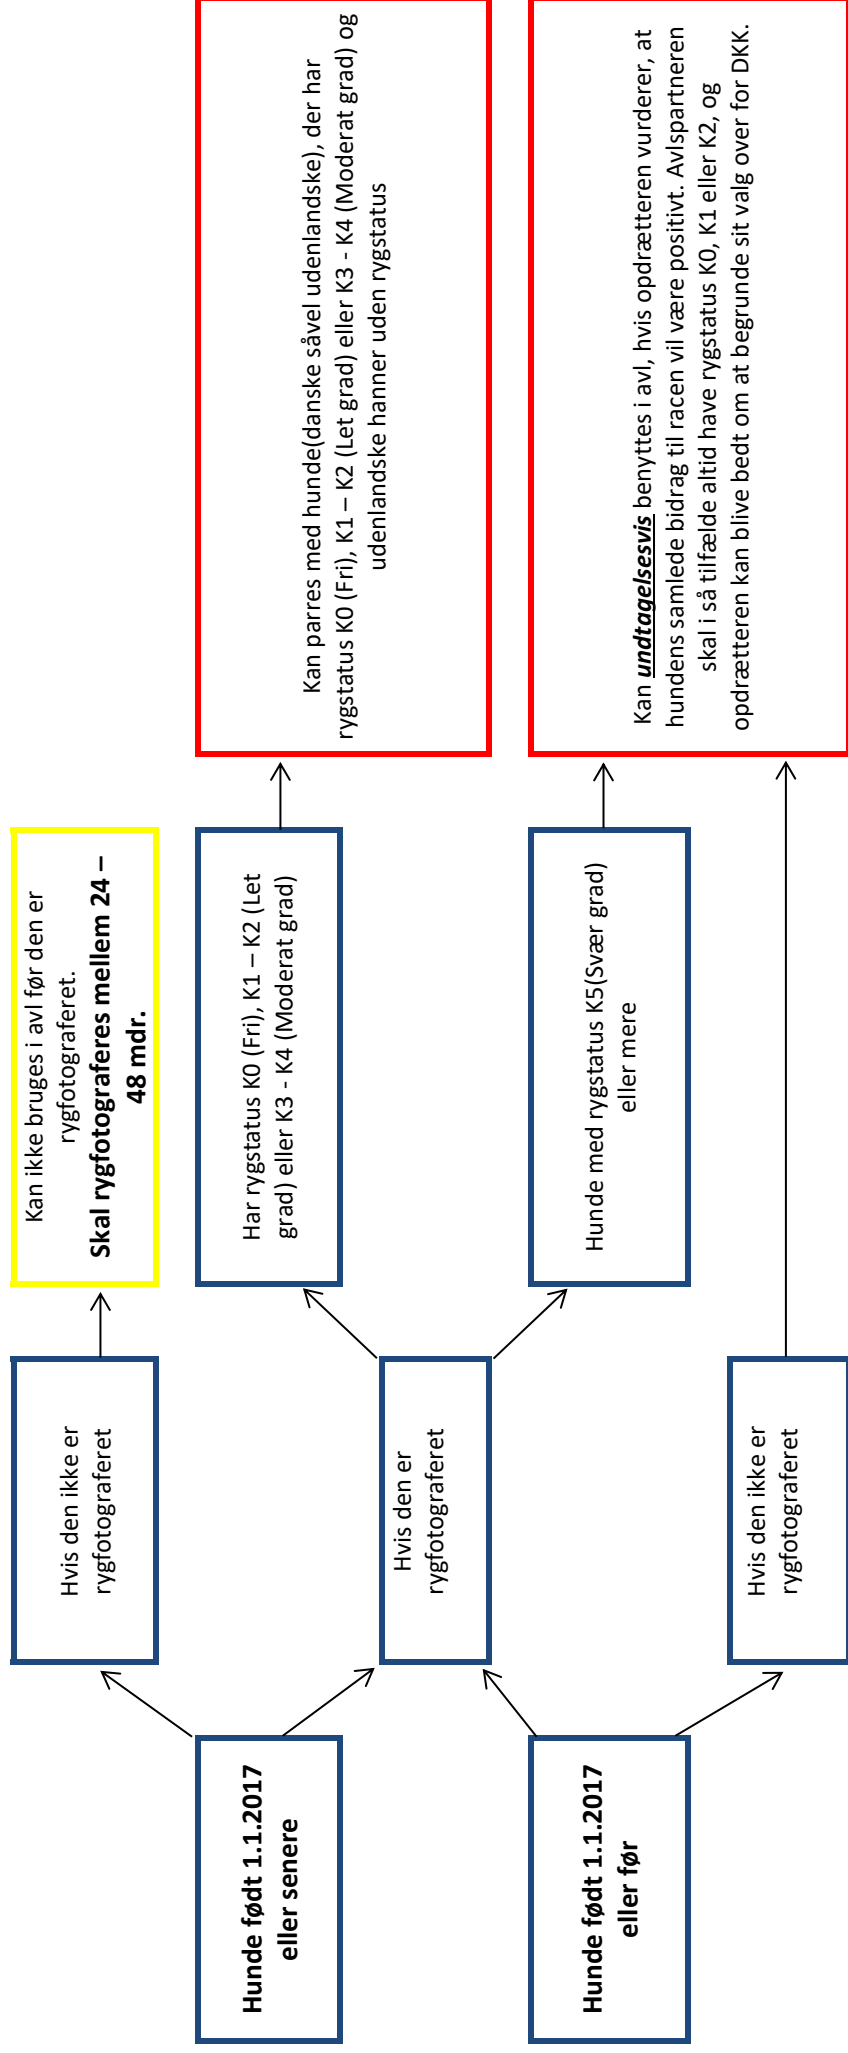 Hunde født 1.1.2017
eller senere
Hunde født 1.1.2017
eller før
Hvis den ikke er
rygfotograferet
Hvis den er
rygfotograferet
Hvis den ikke er
rygfotograferet
Kan ikke bruges i avl før den er
rygfotograferet.
Skal rygfotograferes mellem 24 –
48 mdr.
Har rygstatus K0 (Fri), K1 – K2 (Let
grad) eller K3 - K4 (Moderat grad)
Hunde med rygstatus K5(Svær grad)
eller mere
Kan parres med hunde(danske såvel udenlandske), der har
rygstatus K0 (Fri), K1 – K2 (Let grad) eller K3 - K4 (Moderat grad) og
udenlandske hanner uden rygstatus
Kan undtagelsesvis benyttes i avl, hvis opdrætteren vurderer, at
hundens samlede bidrag til racen vil være positivt. Avlspartneren
skal i så tilfælde altid have rygstatus K0, K1 eller K2, og
opdrætteren kan blive bedt om at begrunde sit valg over for DKK.